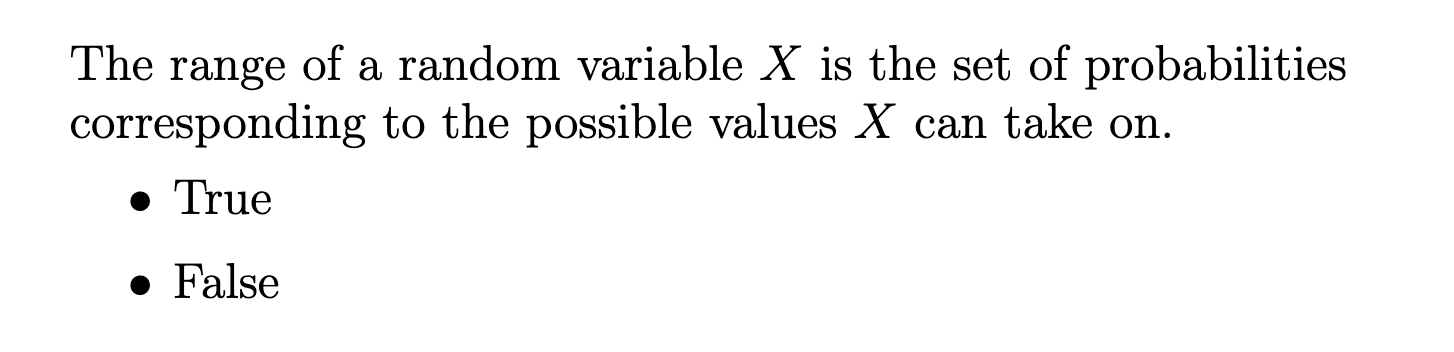 The range of a random variable X is the set of probabilities
corresponding to the possible values X can take on.
• True
• False